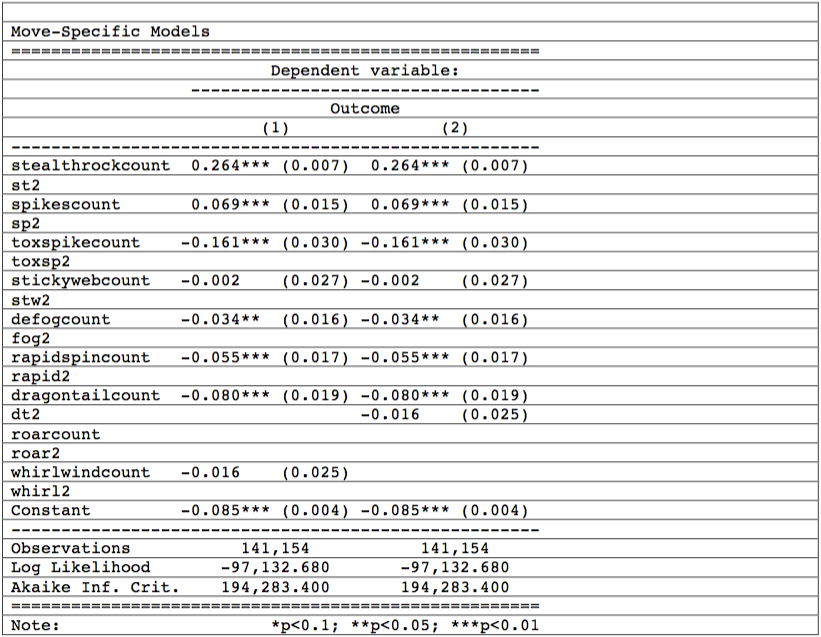 Move-Specific Models
=====================================================
Dependent variable:
-----------------------------------
Outcome
(1) (2)
-----------------------------------------------------
stealthrockcount 0.264*** (0.007) 0.264*** (0.007)
st2
spikescount 0.069*** (0.015) 0.069*** (0.015)
sp2
toxspikecount -0.161*** (0.030) -0.161*** (0.030)
toxsp2
stickywebcount -0.002 (0.027) -0.002 (0.027)
stw2
defogcount -0.034** (0.016) -0.034** (0.016)
fog2
rapidspincount -0.055*** (0.017) -0.055*** (0.017)
rapid2
dragontailcount -0.080*** (0.019) -0.080*** (0.019)
dt2 -0.016 (0.025)
roarcount
roar2
whirlwindcount -0.016 (0.025)
whirl2
Constant -0.085*** (0.004) -0.085*** (0.004)
-----------------------------------------------------
Observations 141,154 141,154
Log Likelihood -97,132.680 -97,132.680
Akaike Inf. Crit. 194,283.400 194,283.400
=====================================================
Note: *p<0.1; **p<0.05; ***p<0.01